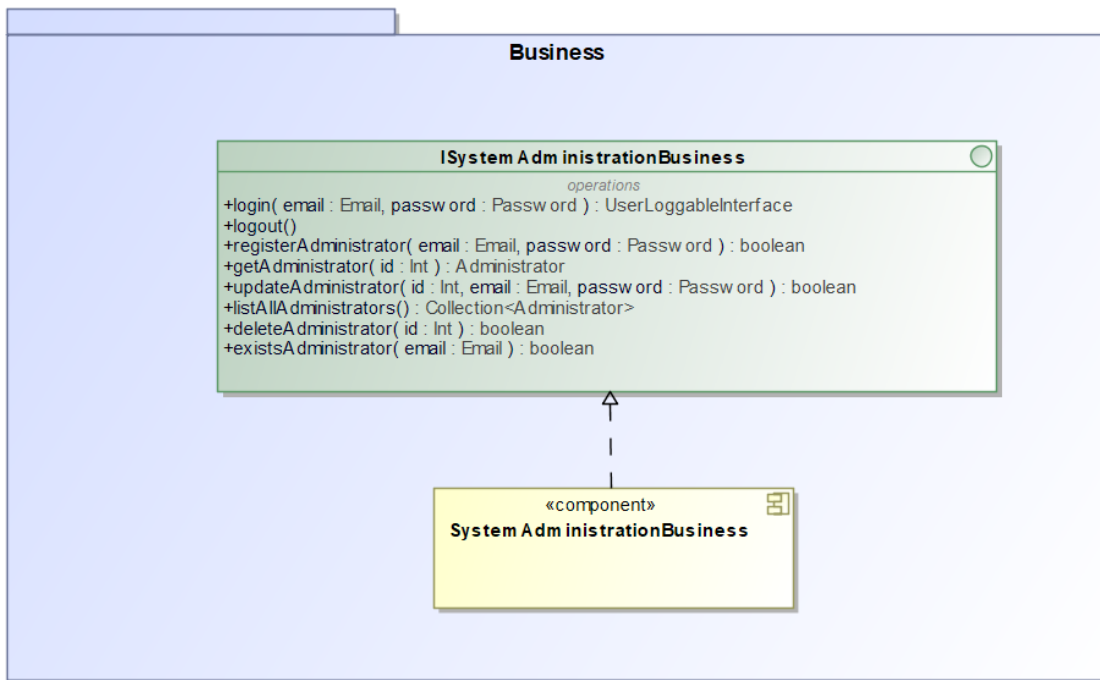 Business
ISystemAdministrationBusiness
operations
+login( email : Email, password : Password ) : UserLoggableInterface
+logout()
+registerAdministrator( email : Email, password : Password ) : boolean
+getAdministrator( id : Int ) : Administrator
+updateAdministrator( id : Int, email : Email, password : Password ) : boolean
+listAllAdministrators() : Collection<Administrator>
+deleteAdministrator( id : Int ) : boolean
+existsAdministrator( email : Email ) : boolean
«component»
SystemAdministrationBusiness